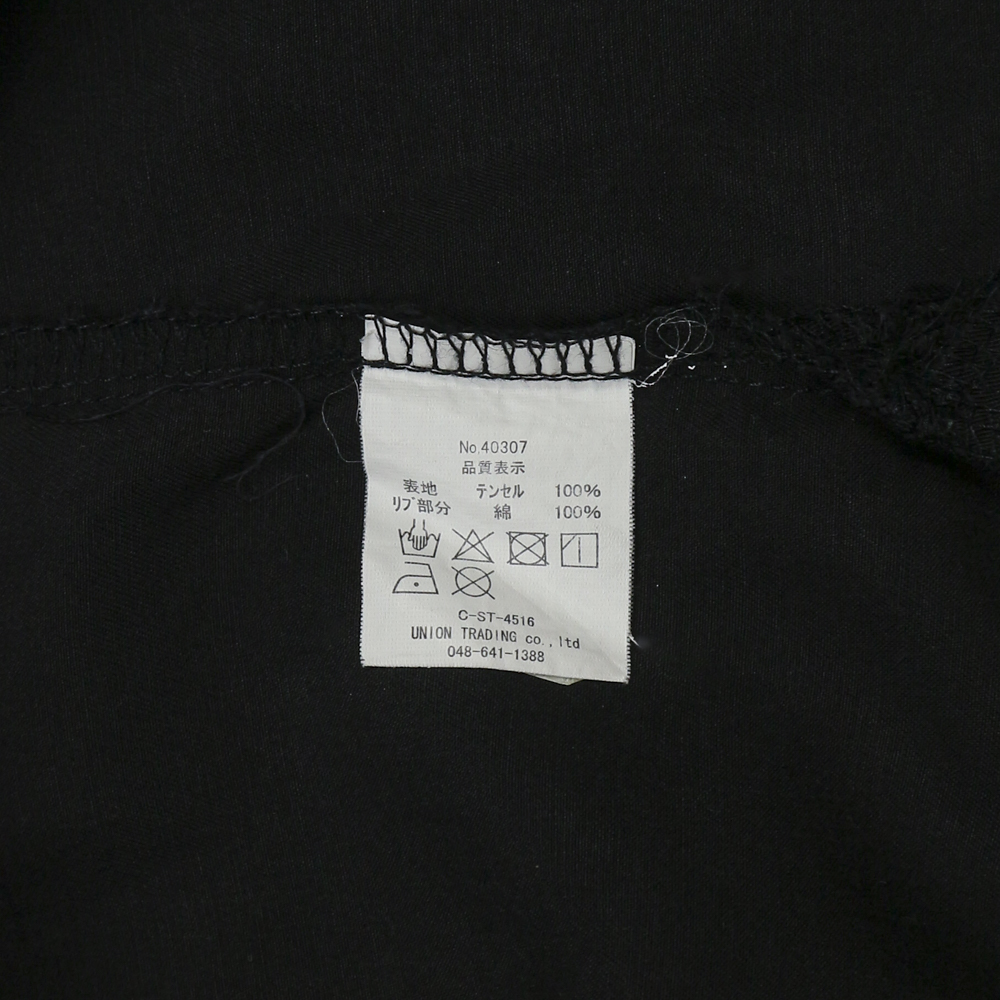 No.40307
品質表示
表地 テンセル 100%
リブ部分 綿 100%
C-ST-4516
UNION TRADING co.,ltd
048-641-1388